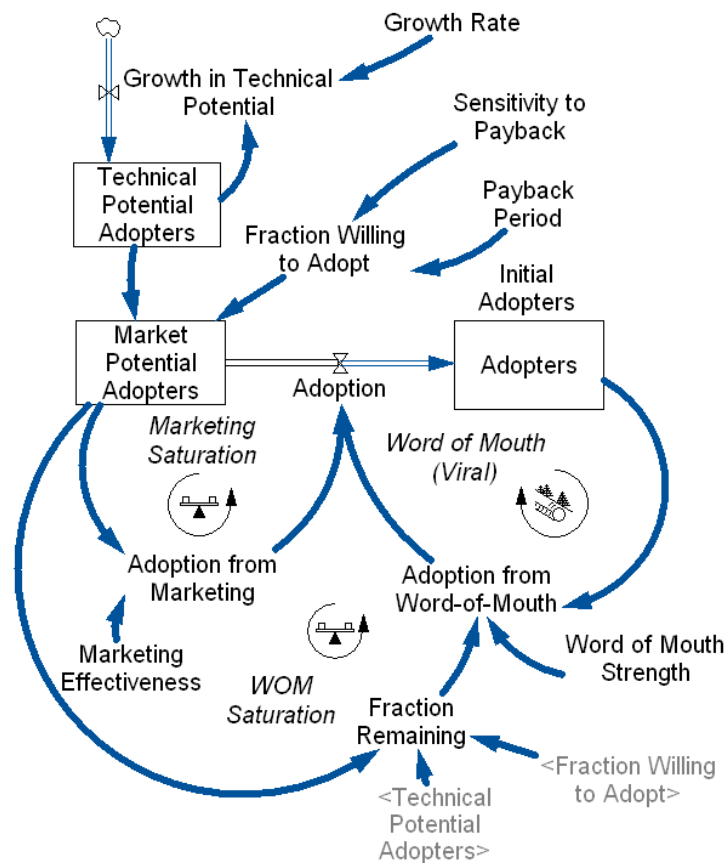 Growth Rate
Growth in Technical
Potential
Sensitivity to
Payback
Technical
Potential
Adopters
Payback
Period
Fraction Willing
to Adopt
Initial
Adopters
Market
Potential
Adopters
Adopters
Adoption
Marketing
Saturation
Word of Mouth
(Viral)
Adoption from
Marketing
Adoption from
Word-of-Mouth
Marketing
Effectiveness
Word of Mouth
Strength
WOM
Saturation
Fraction
Remaining
<Fraction Willing
to Adopt>
<Technical
Potential
Adopters>